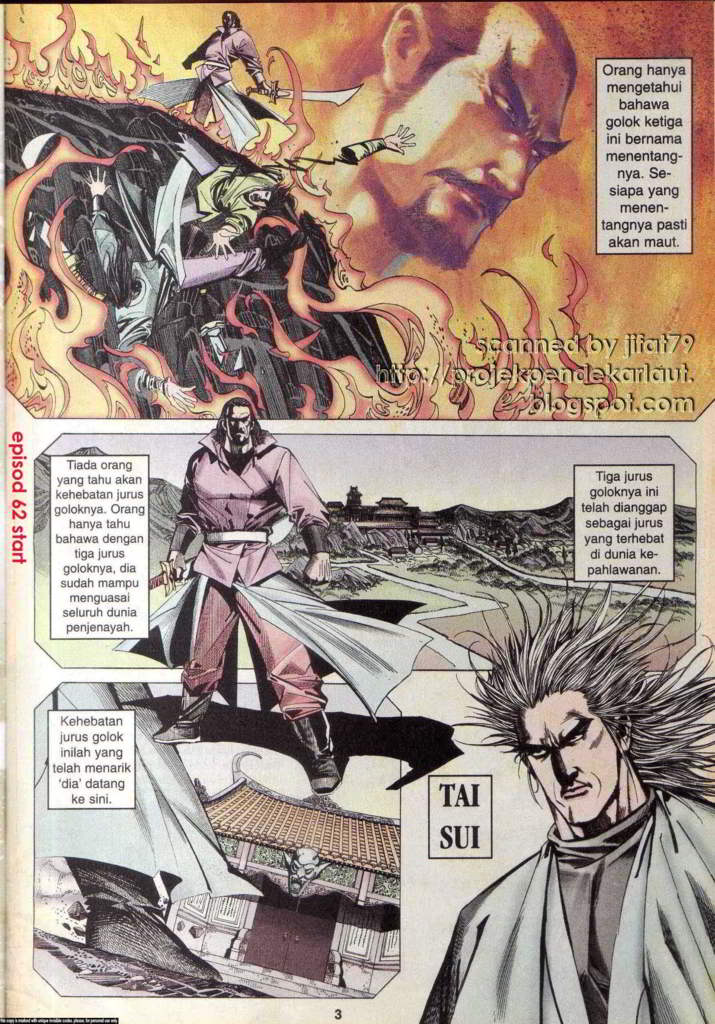 Orang hanya
mengetahui
bahawa
golok ketiga
ini bernama
menentang-
nya. Se-
siapa yang
menen-
tangnya pasti
akan maut.
scanned by jifat79
http://projekpendekarlaut.
blogspot.com
episod 62 start
Tiada orang
yang tahu akan
kehebatan jurus
goloknya. Orang
hanya tahu
bahawa dengan
tiga jurus
goloknya, dia
sudah mampu
menguasai
seluruh dunia
penjenayah.
Tiga jurus
goloknya ini
telah dianggap
sebagai jurus
yang terhebat
di dunia ke-
pahlawanan.
Kehebatan
jurus golok
inilah yang
telah menarik
'dia' datang
ke sini.
TAI
SUI
3